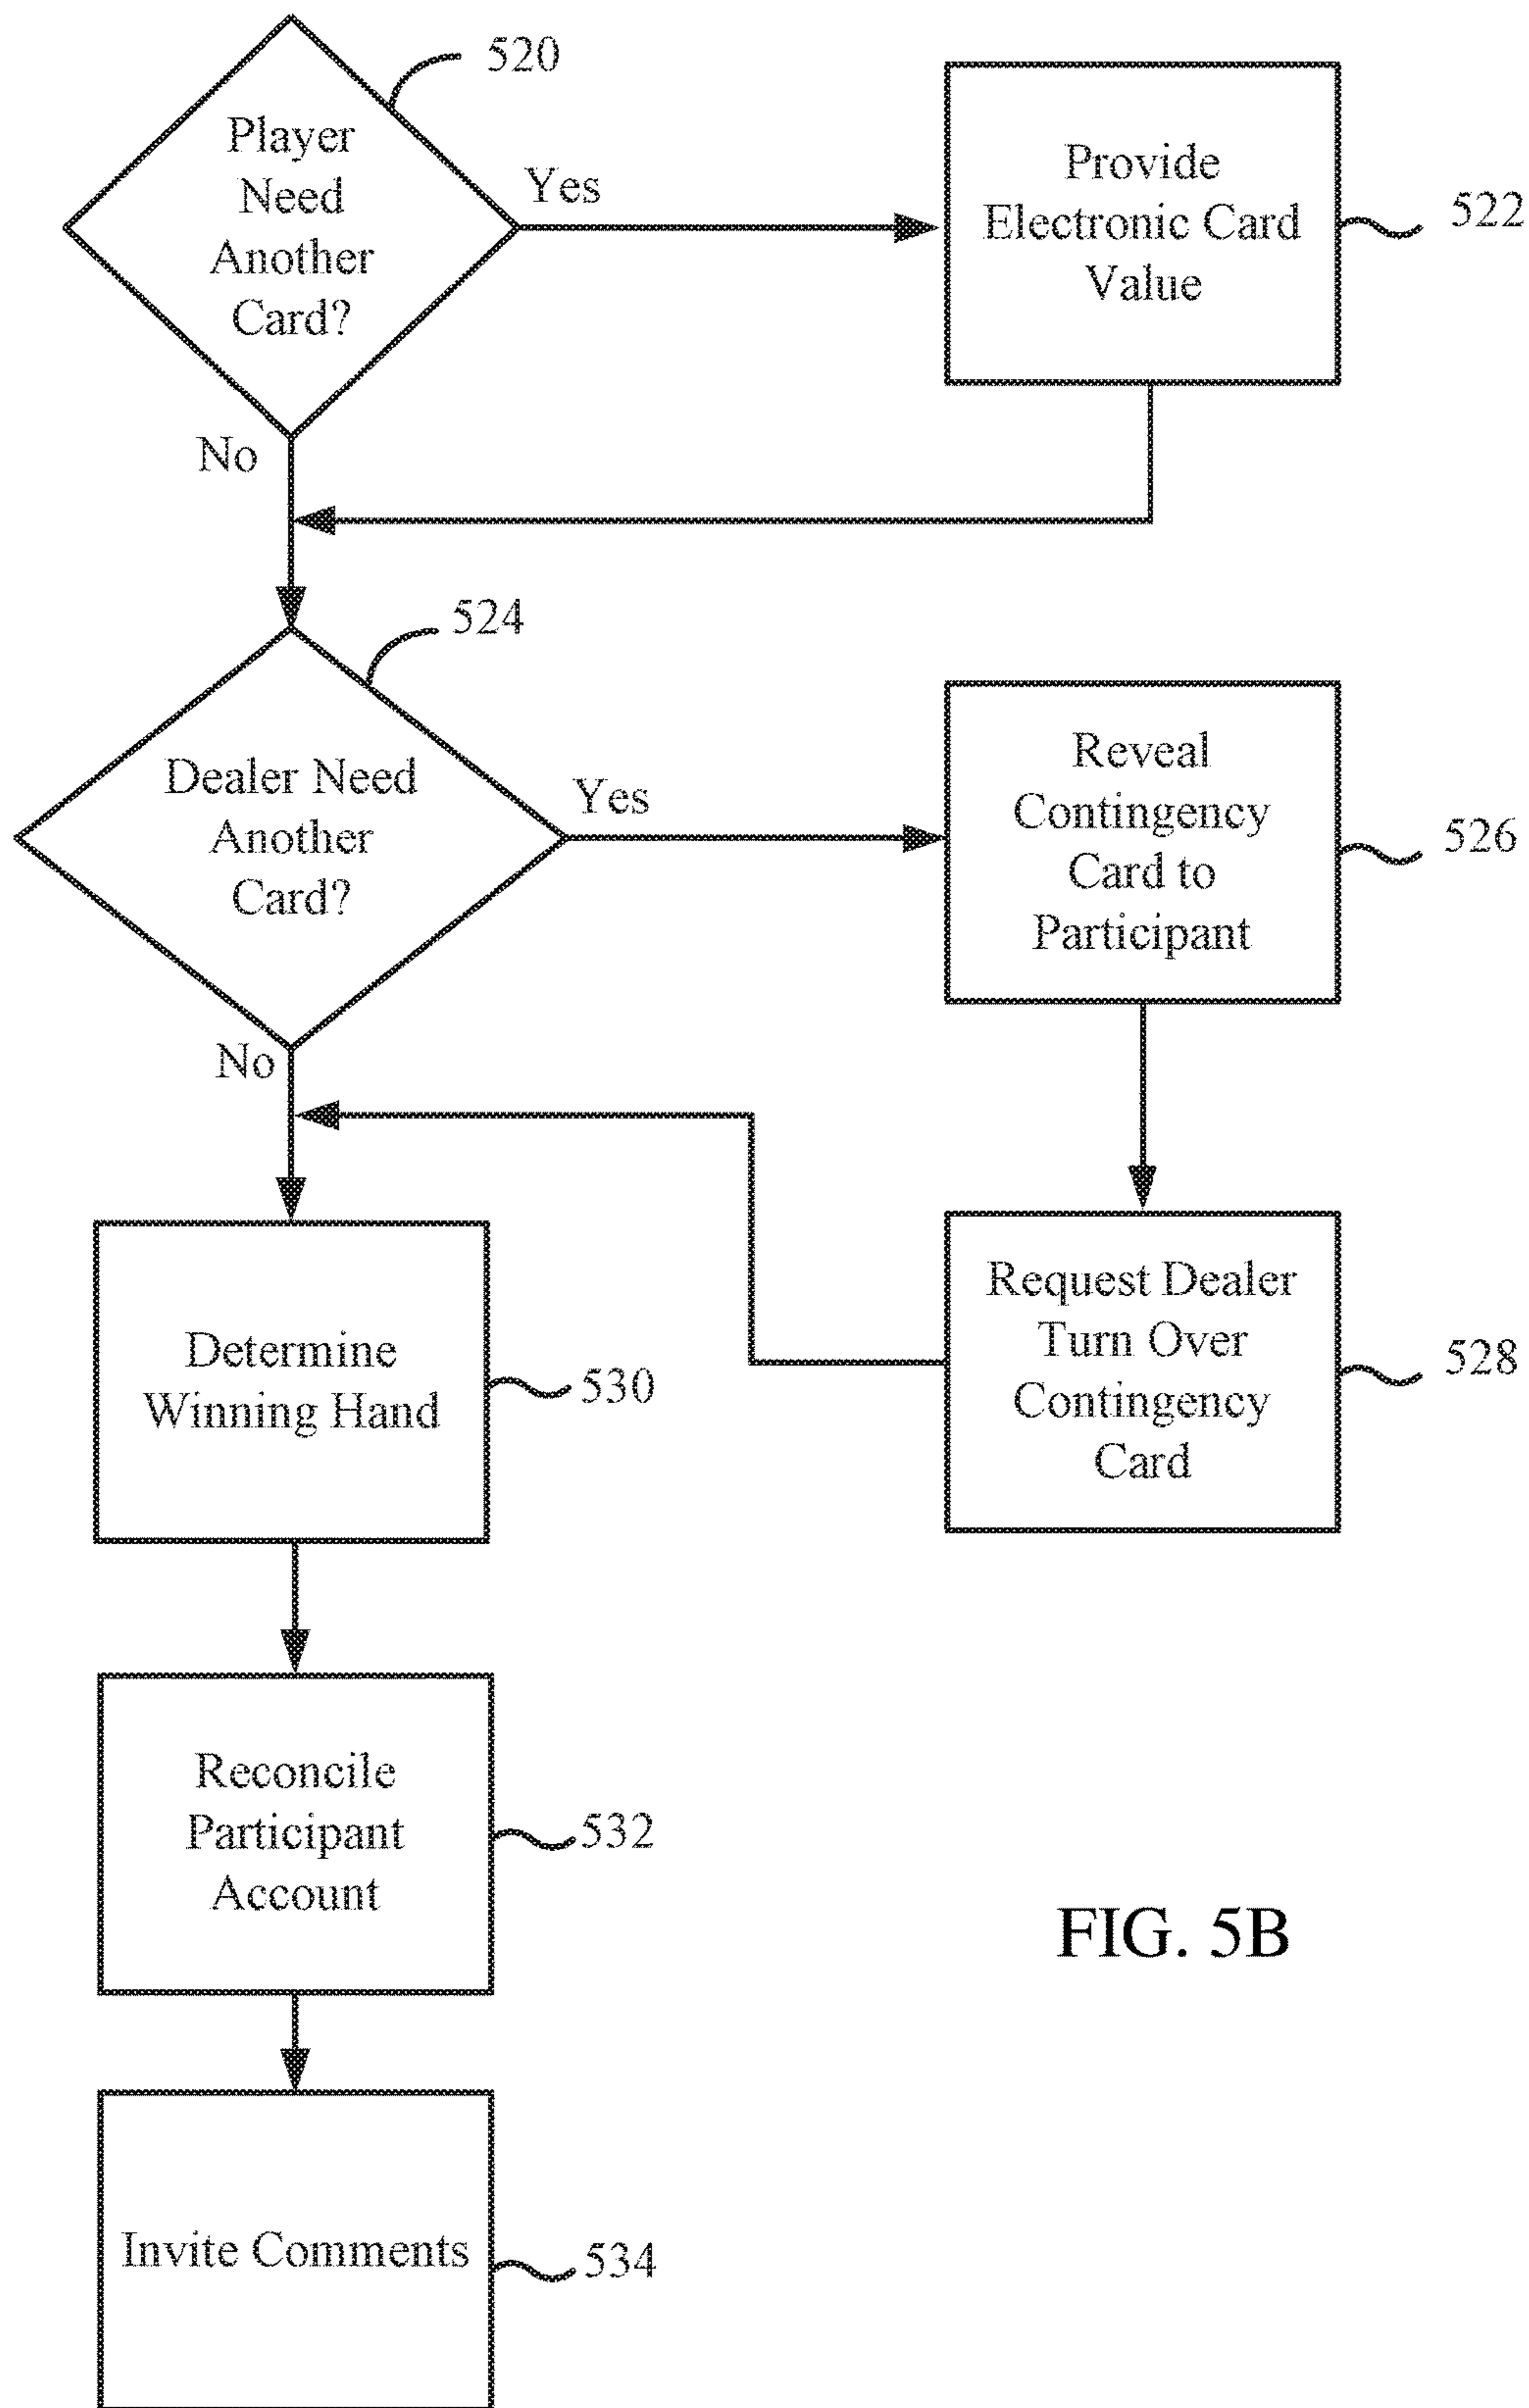 520
Player
Need
Another
Card?
Yes
Provide
Electronic Card
Value
522
No
524
Dealer Need
Another
Card?
Yes
Reveal
Contingency
Card to
Participant
526
No
Determine
Winning Hand
530
Request Dealer
Turn Over
Contingency
Card
528
Reconcile
Participant
Account
532
FIG. 5B
Invite Comments
534